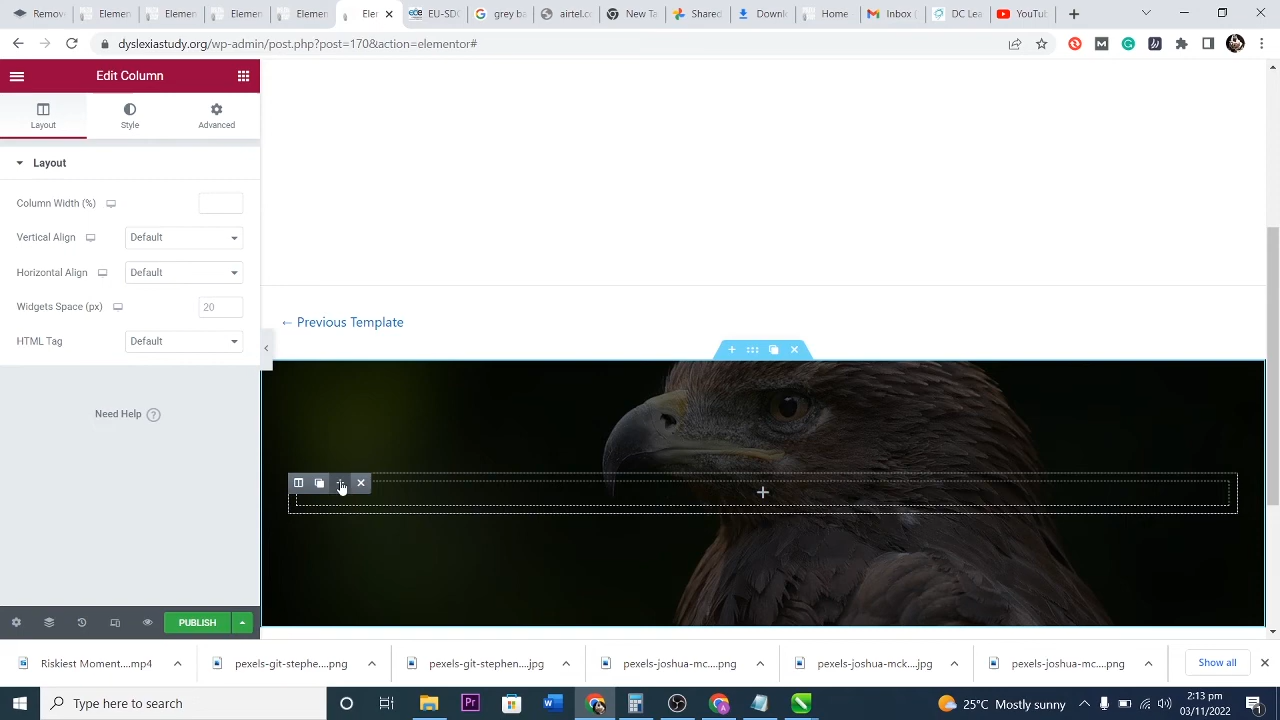 Remov
Elemen
Elemen
Elemen
Elemen
Ele
EU-SD
grey ba
airtel.c
New Ta
Shared
Downl
Home
Inbox (
DC Lea
YouTut
dyslexiastudy.org/wp-admin/post.php?post=170&action=elementor#
Edit Column
Layout
Style
Advanced
Layout
Column Width (%)
Vertical Align
Default
Horizontal Align
Default
Widgets Space (px)
20
HTML Tag
Default
Need Help ?
← Previous Template
PUBLISH
Riskiest Moment....mp4
pexels-git-stephe....png
pexels-git-stephen....jpg
pexels-joshua-mc....png
pexels-joshua-mck....jpg
pexels-joshua-mc....png
Show all
Type here to search
25°C Mostly sunny
2:13 pm
03/11/2022
1